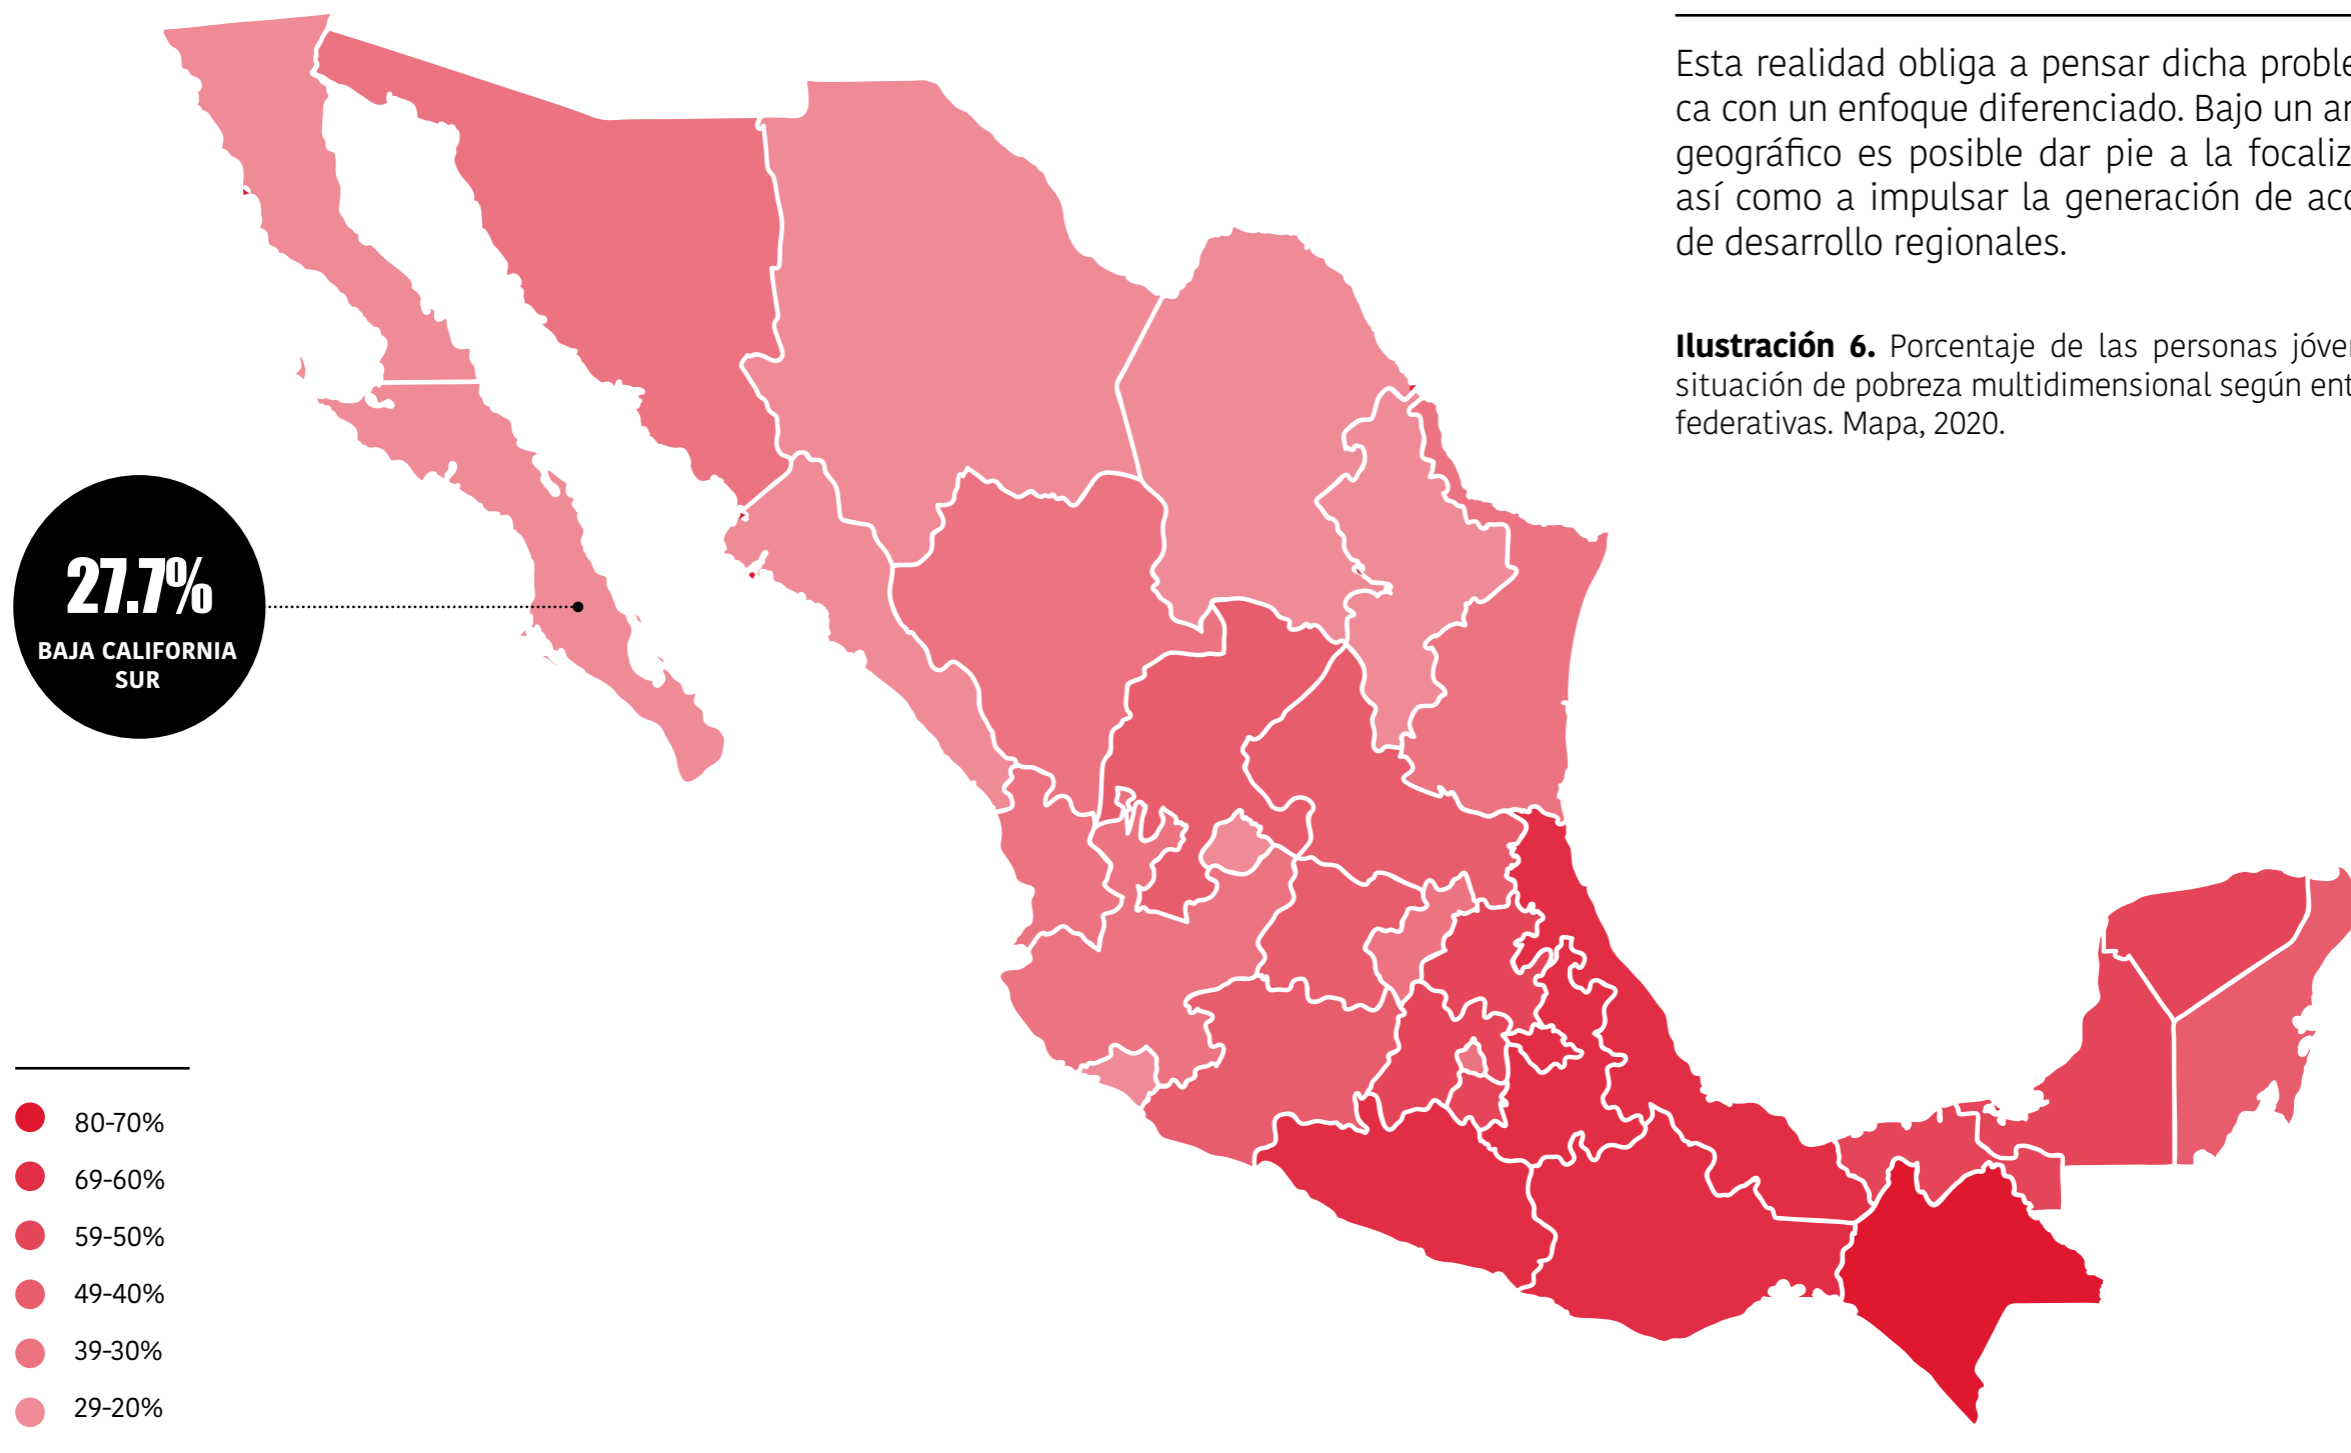 Esta realidad obliga a pensar dicha proble
ca con un enfoque diferenciado. Bajo un
geográfico es posible dar pie a la focaliz
así como a impulsar la generación de
de desarrollo regionales.
Ilustración 6. Porcentaje de las personas
situación de pobreza multidimensional según ent
federativas. Mapa, 2020.
27.7%
BAJA CALIFORNIA
SUR
80-70%
69-60%
59-50%
49-40%
39-30%
29-20%